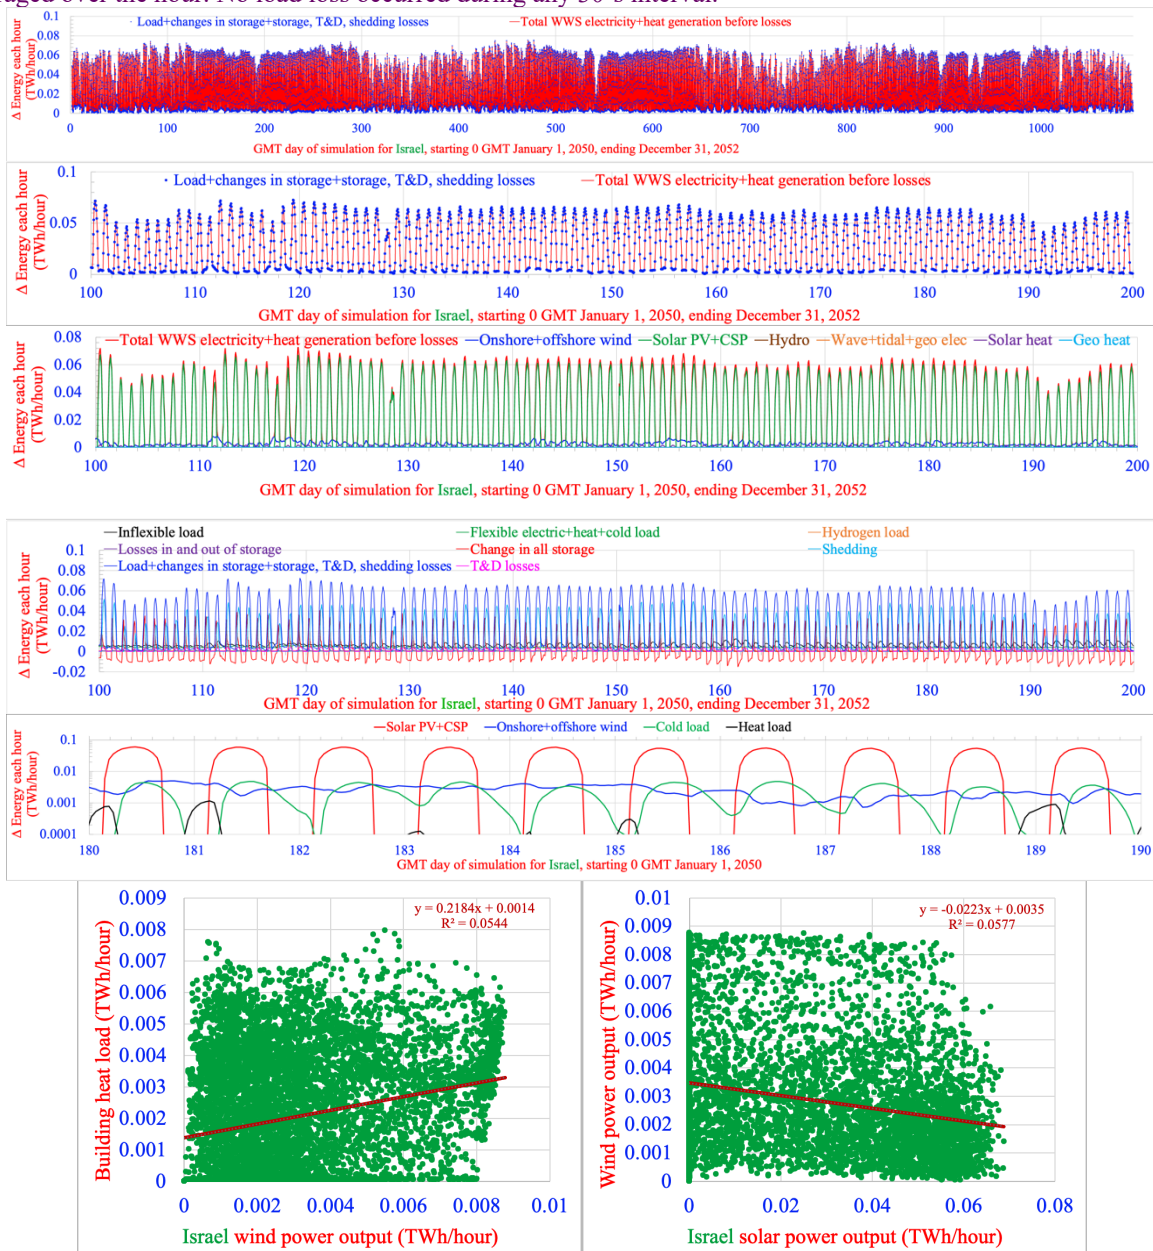 aged over the hour. No load loss occurred during any 30-s interval.
Load+changes in storage+storage, T&D, shedding losses
Total WWS electricity+heat generation before losses
Δ Energy each hour
(TWh/hour)
0.1
0.08
0.06
0.04
0.02
0
0 100 200 300 400 500 600 700 800 900 1000
GMT day of simulation for Israel, starting 0 GMT January 1, 2050, ending December 31, 2052
Load+changes in storage+storage, T&D, shedding losses
Total WWS electricity+heat generation before losses
Δ Energy each hour
(TWh/hour)
0.1
0.05
0
100 110 120 130 140 150 160 170 180 190 200
GMT day of simulation for Israel, starting 0 GMT January 1, 2050, ending December 31, 2052
Total WWS electricity+heat generation before losses
Onshore+offshore wind
Solar PV+CSP
Hydro
Wave+tidal+geo elec
Solar heat
Geo heat
Δ Energy each hour
(TWh/hour)
0.08
0.06
0.04
0.02
0
100 110 120 130 140 150 160 170 180 190 200
GMT day of simulation for Israel, starting 0 GMT January 1, 2050, ending December 31, 2052
Inflexible load
Flexible electric+heat+cold load
Hydrogen load
Losses in and out of storage
Change in all storage
Shedding
Load+changes in storage+storage, T&D, shedding losses
T&D losses
Δ Energy each hour
(TWh/hour)
0.1
0.08
0.06
0.04
0.02
0
-0.02
100 110 120 130 140 150 160 170 180 190 200
GMT day of simulation for Israel, starting 0 GMT January 1, 2050, ending December 31, 2052
Solar PV+CSP
Onshore+offshore wind
Cold load
Heat load
Δ Energy each hour
(TWh/hour)
0.1
0.01
0.001
0.0001
180 181 182 183 184 185 186 187 188 189 190
GMT day of simulation for Israel, starting 0 GMT January 1, 2050
Building heat load (TWh/hour)
0.009
0.008
0.007
0.006
0.005
0.004
0.003
0.002
0.001
0
y = 0.2184x + 0.0014
R² = 0.0544
0 0.002 0.004 0.006 0.008 0.01
Israel wind power output (TWh/hour)
Wind power output (TWh/hour)
0.01
0.009
0.008
0.007
0.006
0.005
0.004
0.003
0.002
0.001
0
y = -0.0223x + 0.0035
R² = 0.0577
0 0.02 0.04 0.06 0.08
Israel solar power output (TWh/hour)